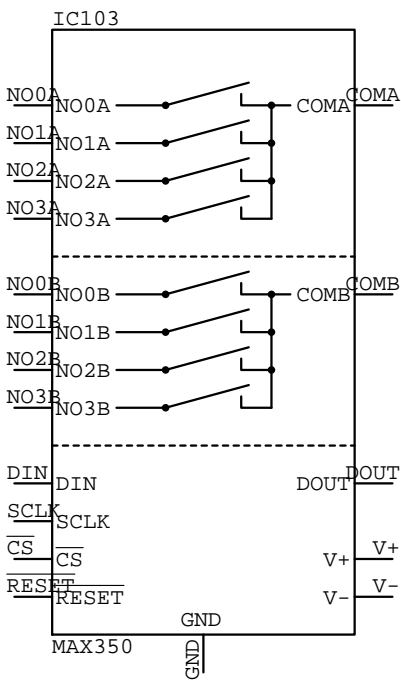 IC103
NO0A NO0A COMA COMA
NO1A NO1A
NO2A NO2A
NO3A NO3A
NO0B NO0B COMB COMB
NO1B NO1B
NO2B NO2B
NO3B NO3B
DIN DIN DOUT DOUT
SCLK SCLK
CS CS V+ V+
RESET RESET V- V-
GND
MAX350
GND